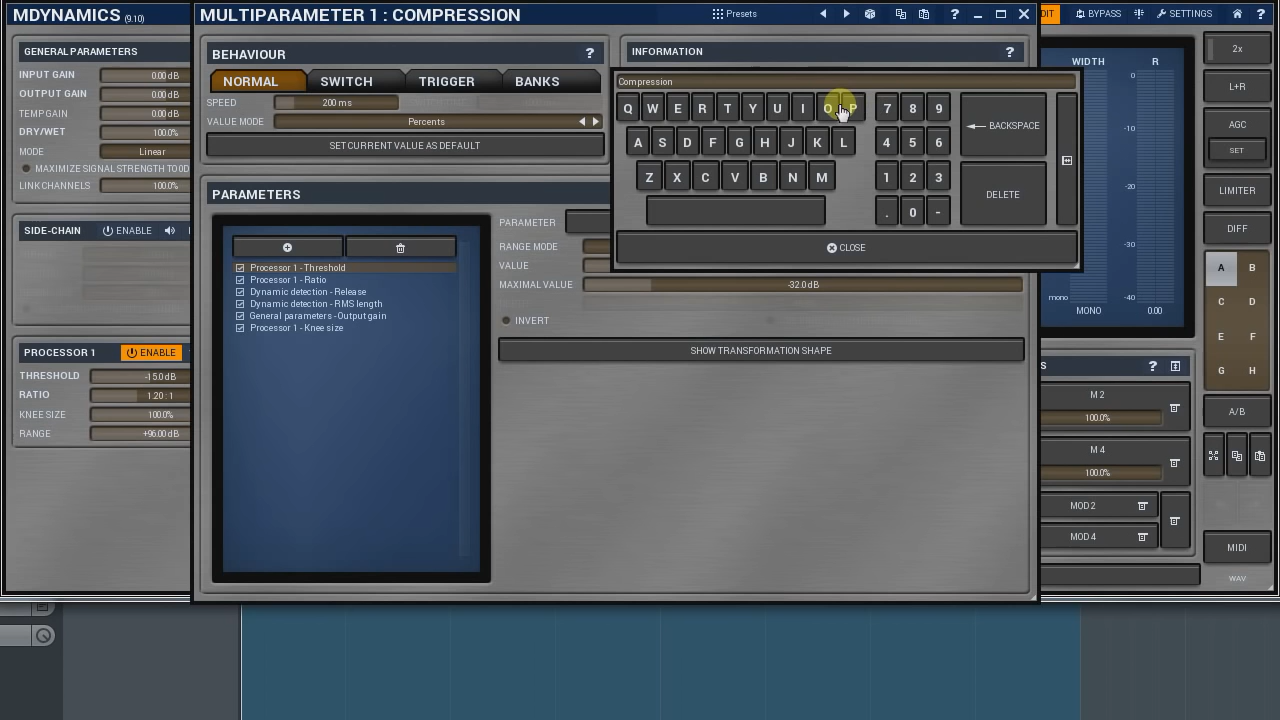 MDYNAMICS (9.10)
MULTIPARAMETER 1 : COMPRESSION
Presets
?
DIT
BYPASS
SETTINGS
?
GENERAL PARAMETERS
INPUT GAIN 0.00 dB
OUTPUT GAIN 0.00 dB
TEMP GAIN 0.00 dB
DRY/WET 100.0%
MODE Linear
MAXIMIZE SIGNAL STRENGTH TO 0D
LINK CHANNELS 100.0%
SIDE-CHAIN ENABLE
PROCESSOR 1 ENABLE
THRESHOLD -15.0 dB
RATIO 1.20 : 1
KNEE SIZE 100.0%
RANGE +96.00 dB
BEHAVIOUR ?
NORMAL SWITCH TRIGGER BANKS
SPEED 200 ms
VALUE MODE Percents
SET CURRENT VALUE AS DEFAULT
INFORMATION ?
Compression
Q W E R T Y U I O P 7 8 9
BACKSPACE
A S D F G H J K L 4 5 6
Z X C V B N M 1 2 3
DELETE
. 0 -
CLOSE
PARAMETERS
Processor 1 - Threshold
Processor 1 - Ratio
Dynamic detection - Release
Dynamic detection - RMS length
General parameters - Output gain
Processor 1 - Knee size
PARAMETER
RANGE MODE
VALUE
MAXIMAL VALUE -32.0 dB
INVERT
SHOW TRANSFORMATION SHAPE
WIDTH R
0
-10
-20
-30
mono -40
MONO 0.00
S ?
M 2
100.0%
M 4
100.0%
MOD 2
MOD 4
2x
L+R
AGC
SET
LIMITER
DIFF
A B
C D
E F
G H
A/B
MIDI
WAV